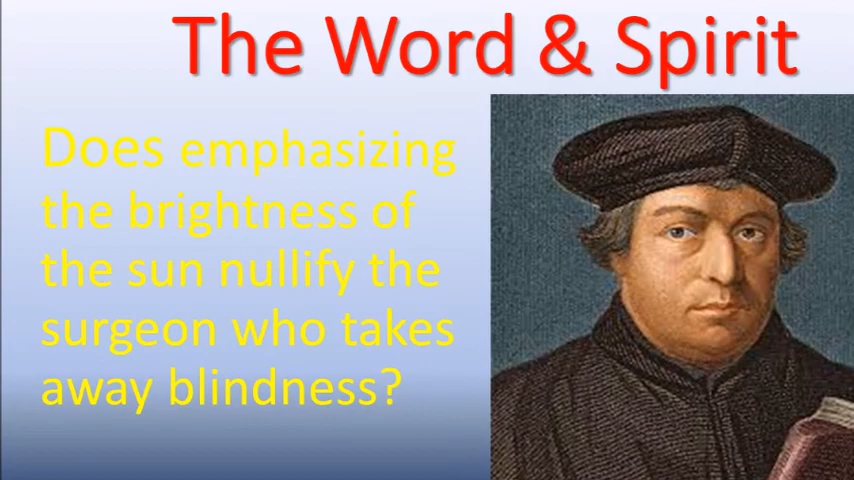 The Word & Spirit
Does emphasizing
the brightness of
the sun nullify the
surgeon who takes
away blindness?